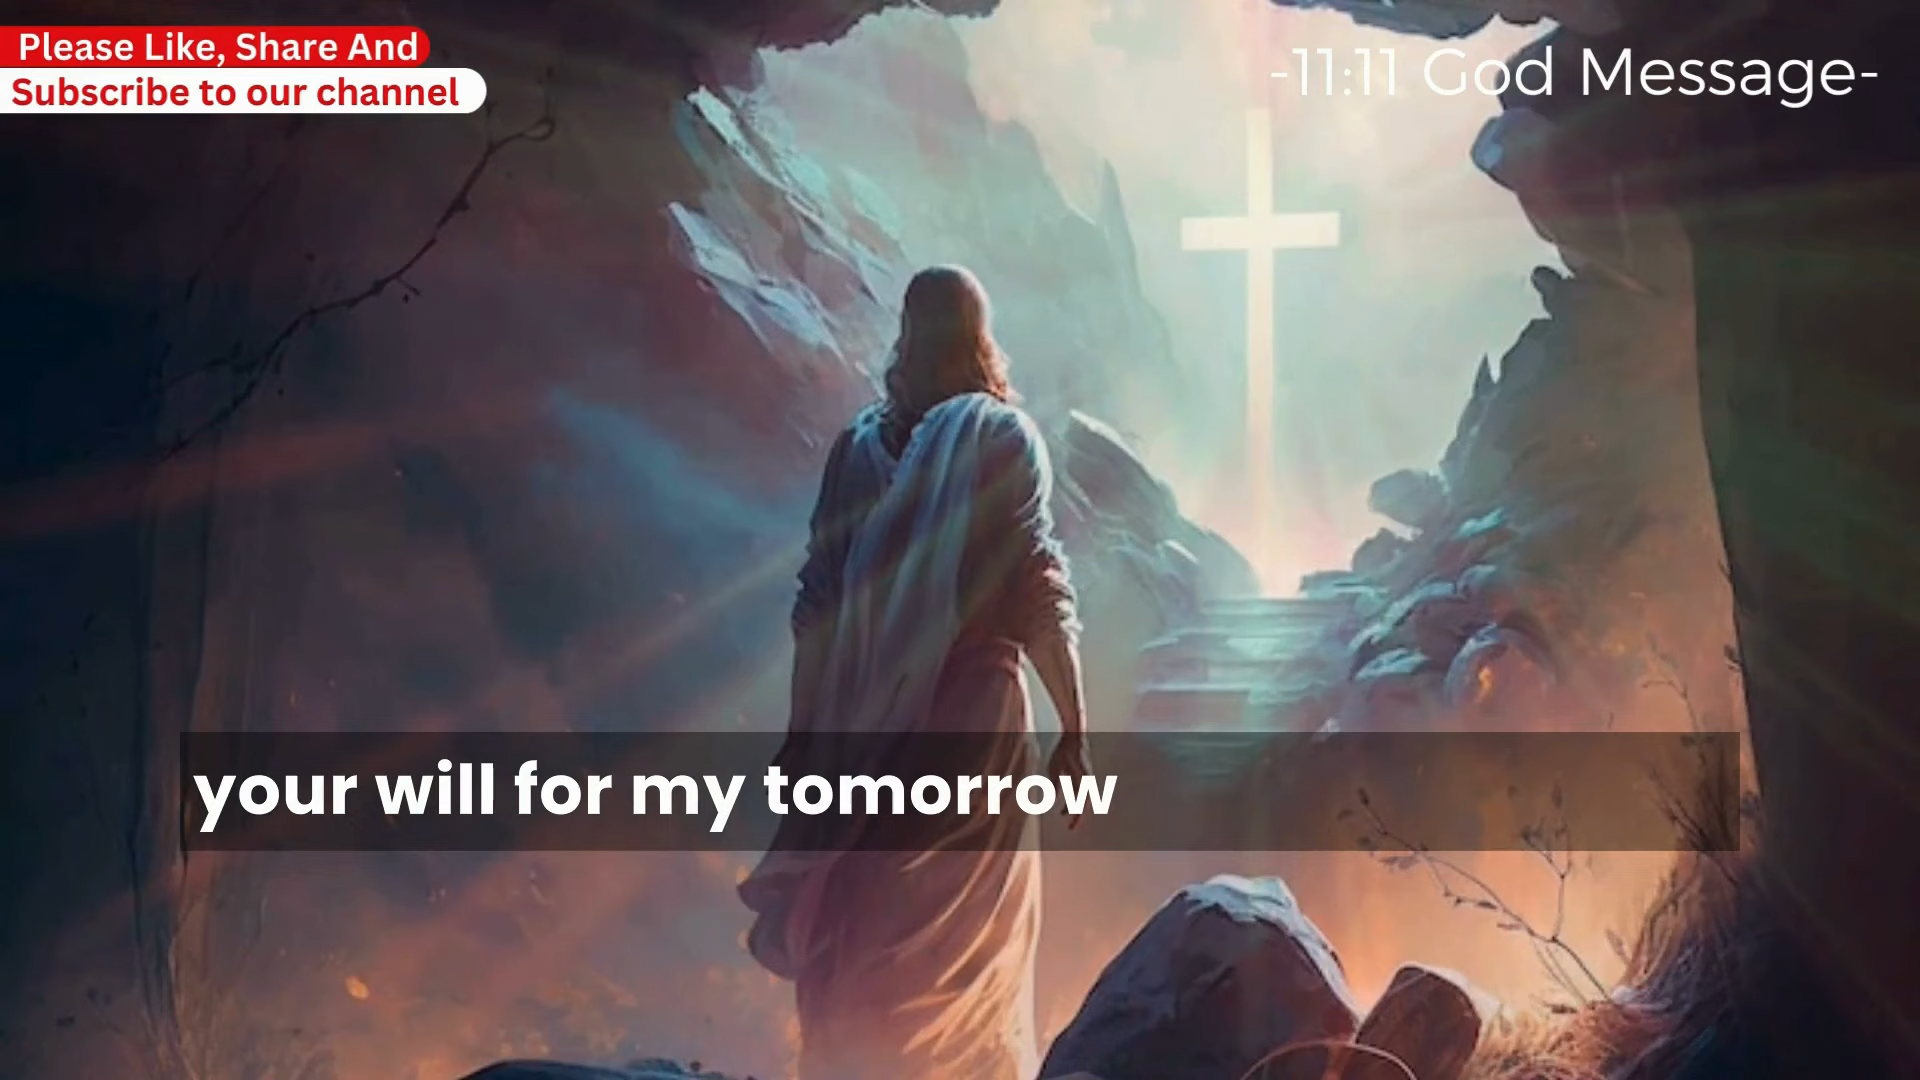 Please Like, Share And
Subscribe to our channel
-11:11 God Message-
your will for my tomorrow